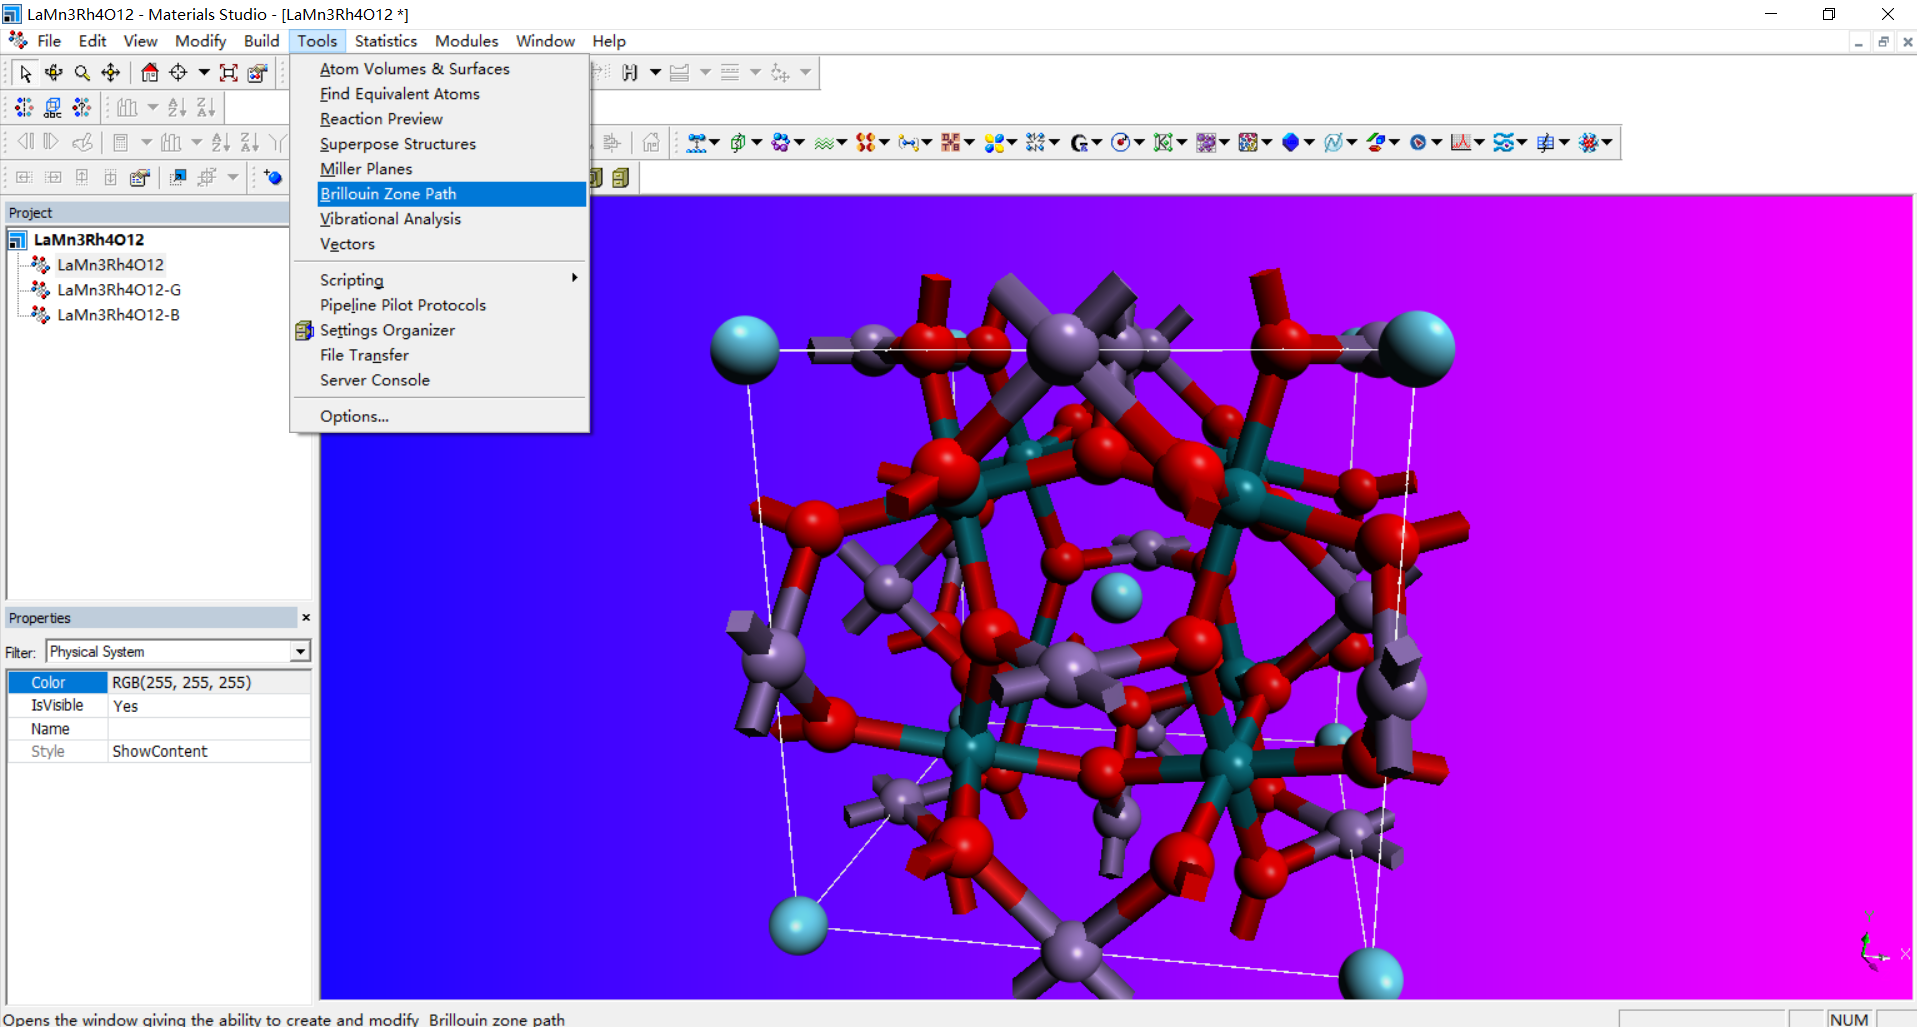 LaMn3Rh4O12 - Materials Studio - [LaMn3Rh4O12 *]
File Edit View Modify Build Tools Statistics Modules Window Help
Atom Volumes & Surfaces
Find Equivalent Atoms
Reaction Preview
Superpose Structures
Miller Planes
Brillouin Zone Path
Vibrational Analysis
Vectors
Scripting
Pipeline Pilot Protocols
Settings Organizer
File Transfer
Server Console
Options...
Project
LaMn3Rh4O12
LaMn3Rh4O12
LaMn3Rh4O12-G
LaMn3Rh4O12-B
Properties
Filter: Physical System
Color RGB(255, 255, 255)
IsVisible Yes
Name
Style ShowContent
Y
X
Opens the window giving the ability to create and modify Brillouin zone path
NUM